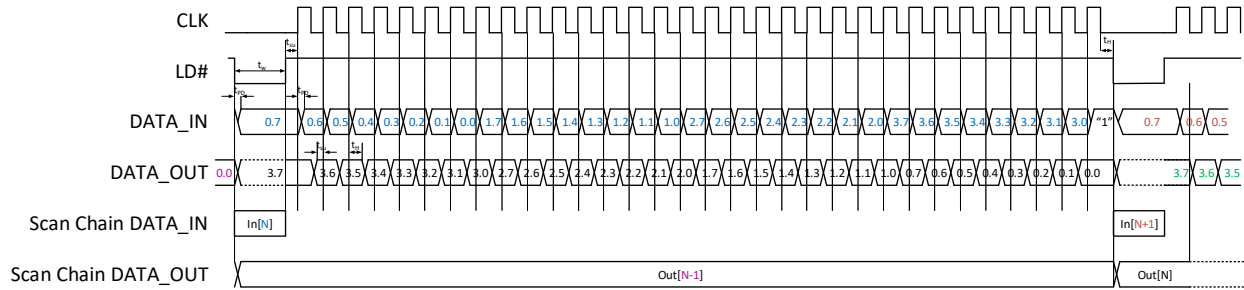 CLK
tsu
tH
LD#
tw
tPD
tPD
DATA_IN
0.7 0.6 0.5 0.4 0.3 0.2 0.1 0.0 1.7 1.6 1.5 1.4 1.3 1.2 1.1 1.0 2.7 2.6 2.5 2.4 2.3 2.2 2.1 2.0 3.7 3.6 3.5 3.4 3.3 3.2 3.1 3.0 “1” 0.7 0.6 0.5
tsu
tH
DATA_OUT
0.0 3.7 3.6 3.5 3.4 3.3 3.2 3.1 3.0 2.7 2.6 2.5 2.4 2.3 2.2 2.1 2.0 1.7 1.6 1.5 1.4 1.3 1.2 1.1 1.0 0.7 0.6 0.5 0.4 0.3 0.2 0.1 0.0 3.7 3.6 3.5
Scan Chain DATA_IN
In[N] In[N+1]
Scan Chain DATA_OUT
Out[N-1] Out[N]